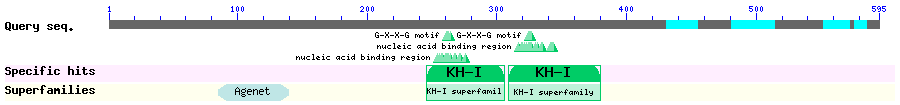 1 100 200 300 400 500 595
Query seq.
G-X-X-G motif G-X-X-G motif
nucleic acid binding region
nucleic acid binding region
Specific hits KH-I KH-I
Superfamilies Agenet KH-I superfamil KH-I superfamily